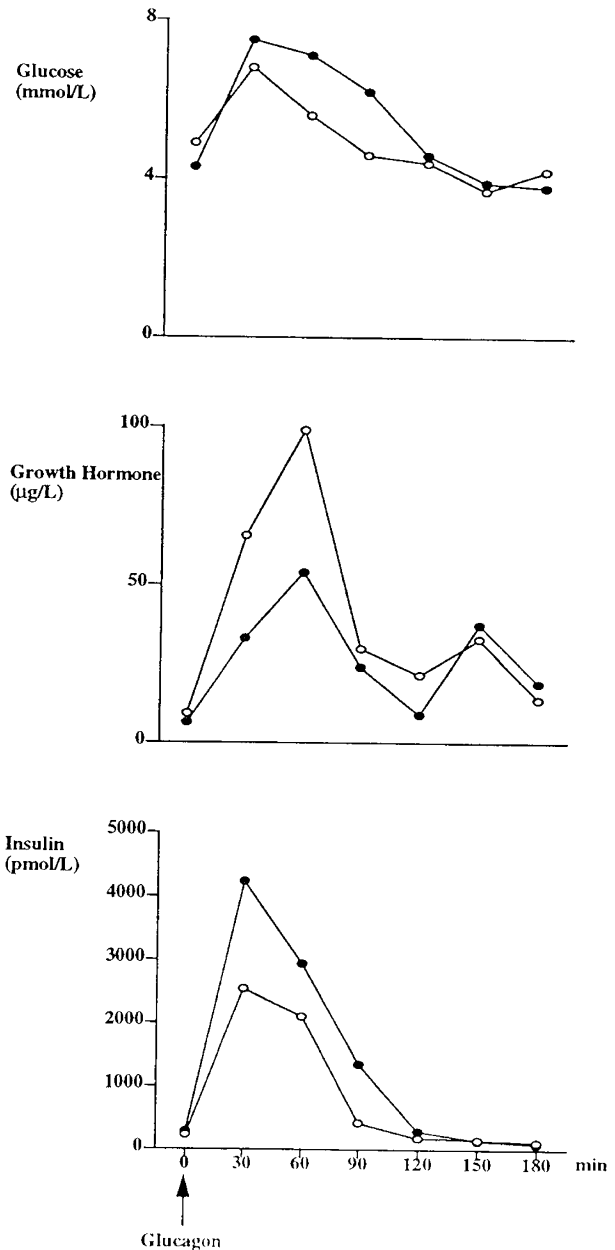 8
Glucose
(mmol/L)
4
0
100
Growth Hormone
(µg/L)
50
0
5000
Insulin
(pmol/L)
4000
3000
2000
1000
0
0 30 60 90 120 150 180 min
Glucagon